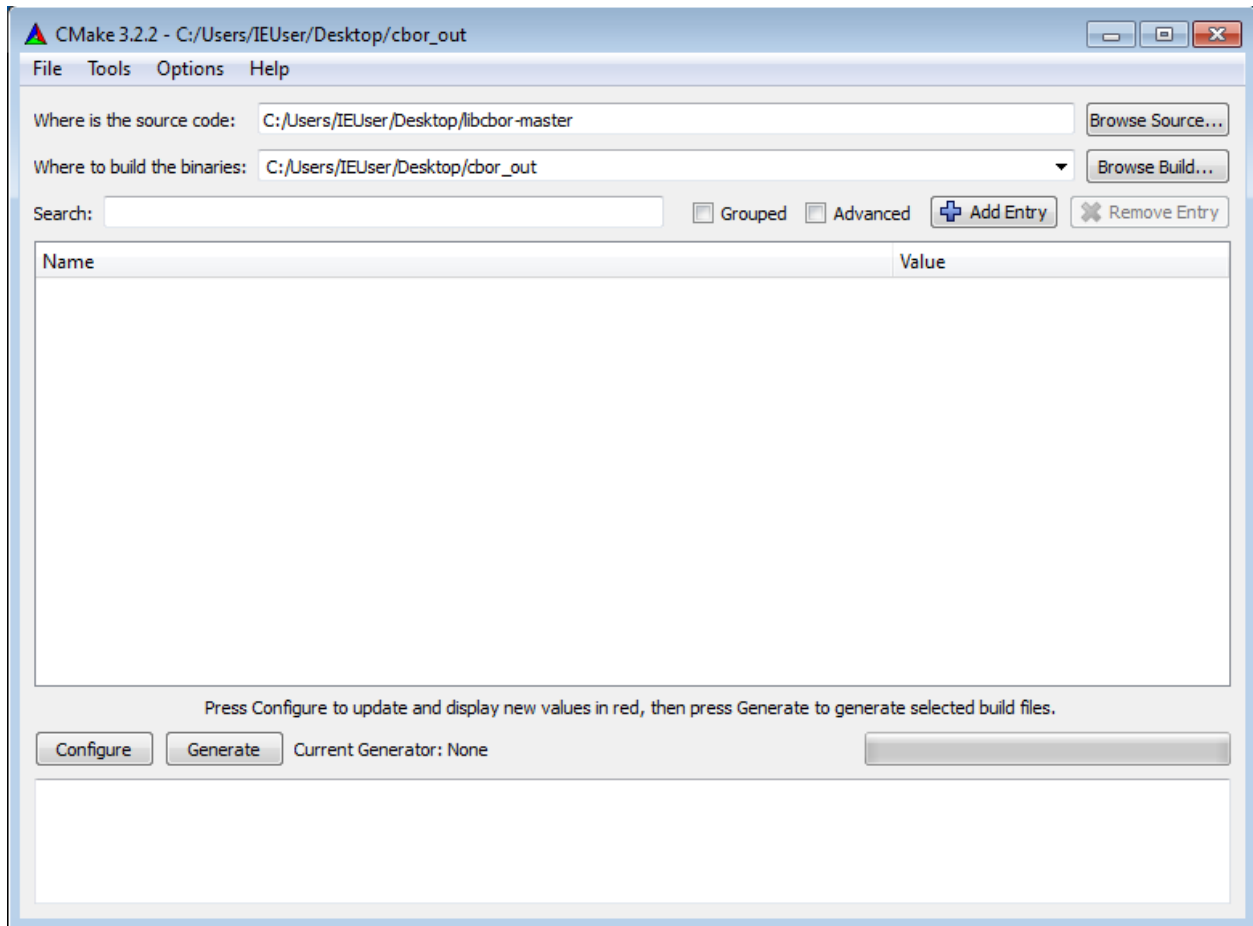 CMake 3.2.2 - C:/Users/IEUser/Desktop/cbor_out
File Tools Options Help
Where is the source code: C:/Users/IEUser/Desktop/libcbor-master Browse Source...
Where to build the binaries: C:/Users/IEUser/Desktop/cbor_out Browse Build...
Search: Grouped Advanced Add Entry Remove Entry
Name Value
Press Configure to update and display new values in red, then press Generate to generate selected build files.
Configure Generate Current Generator: None